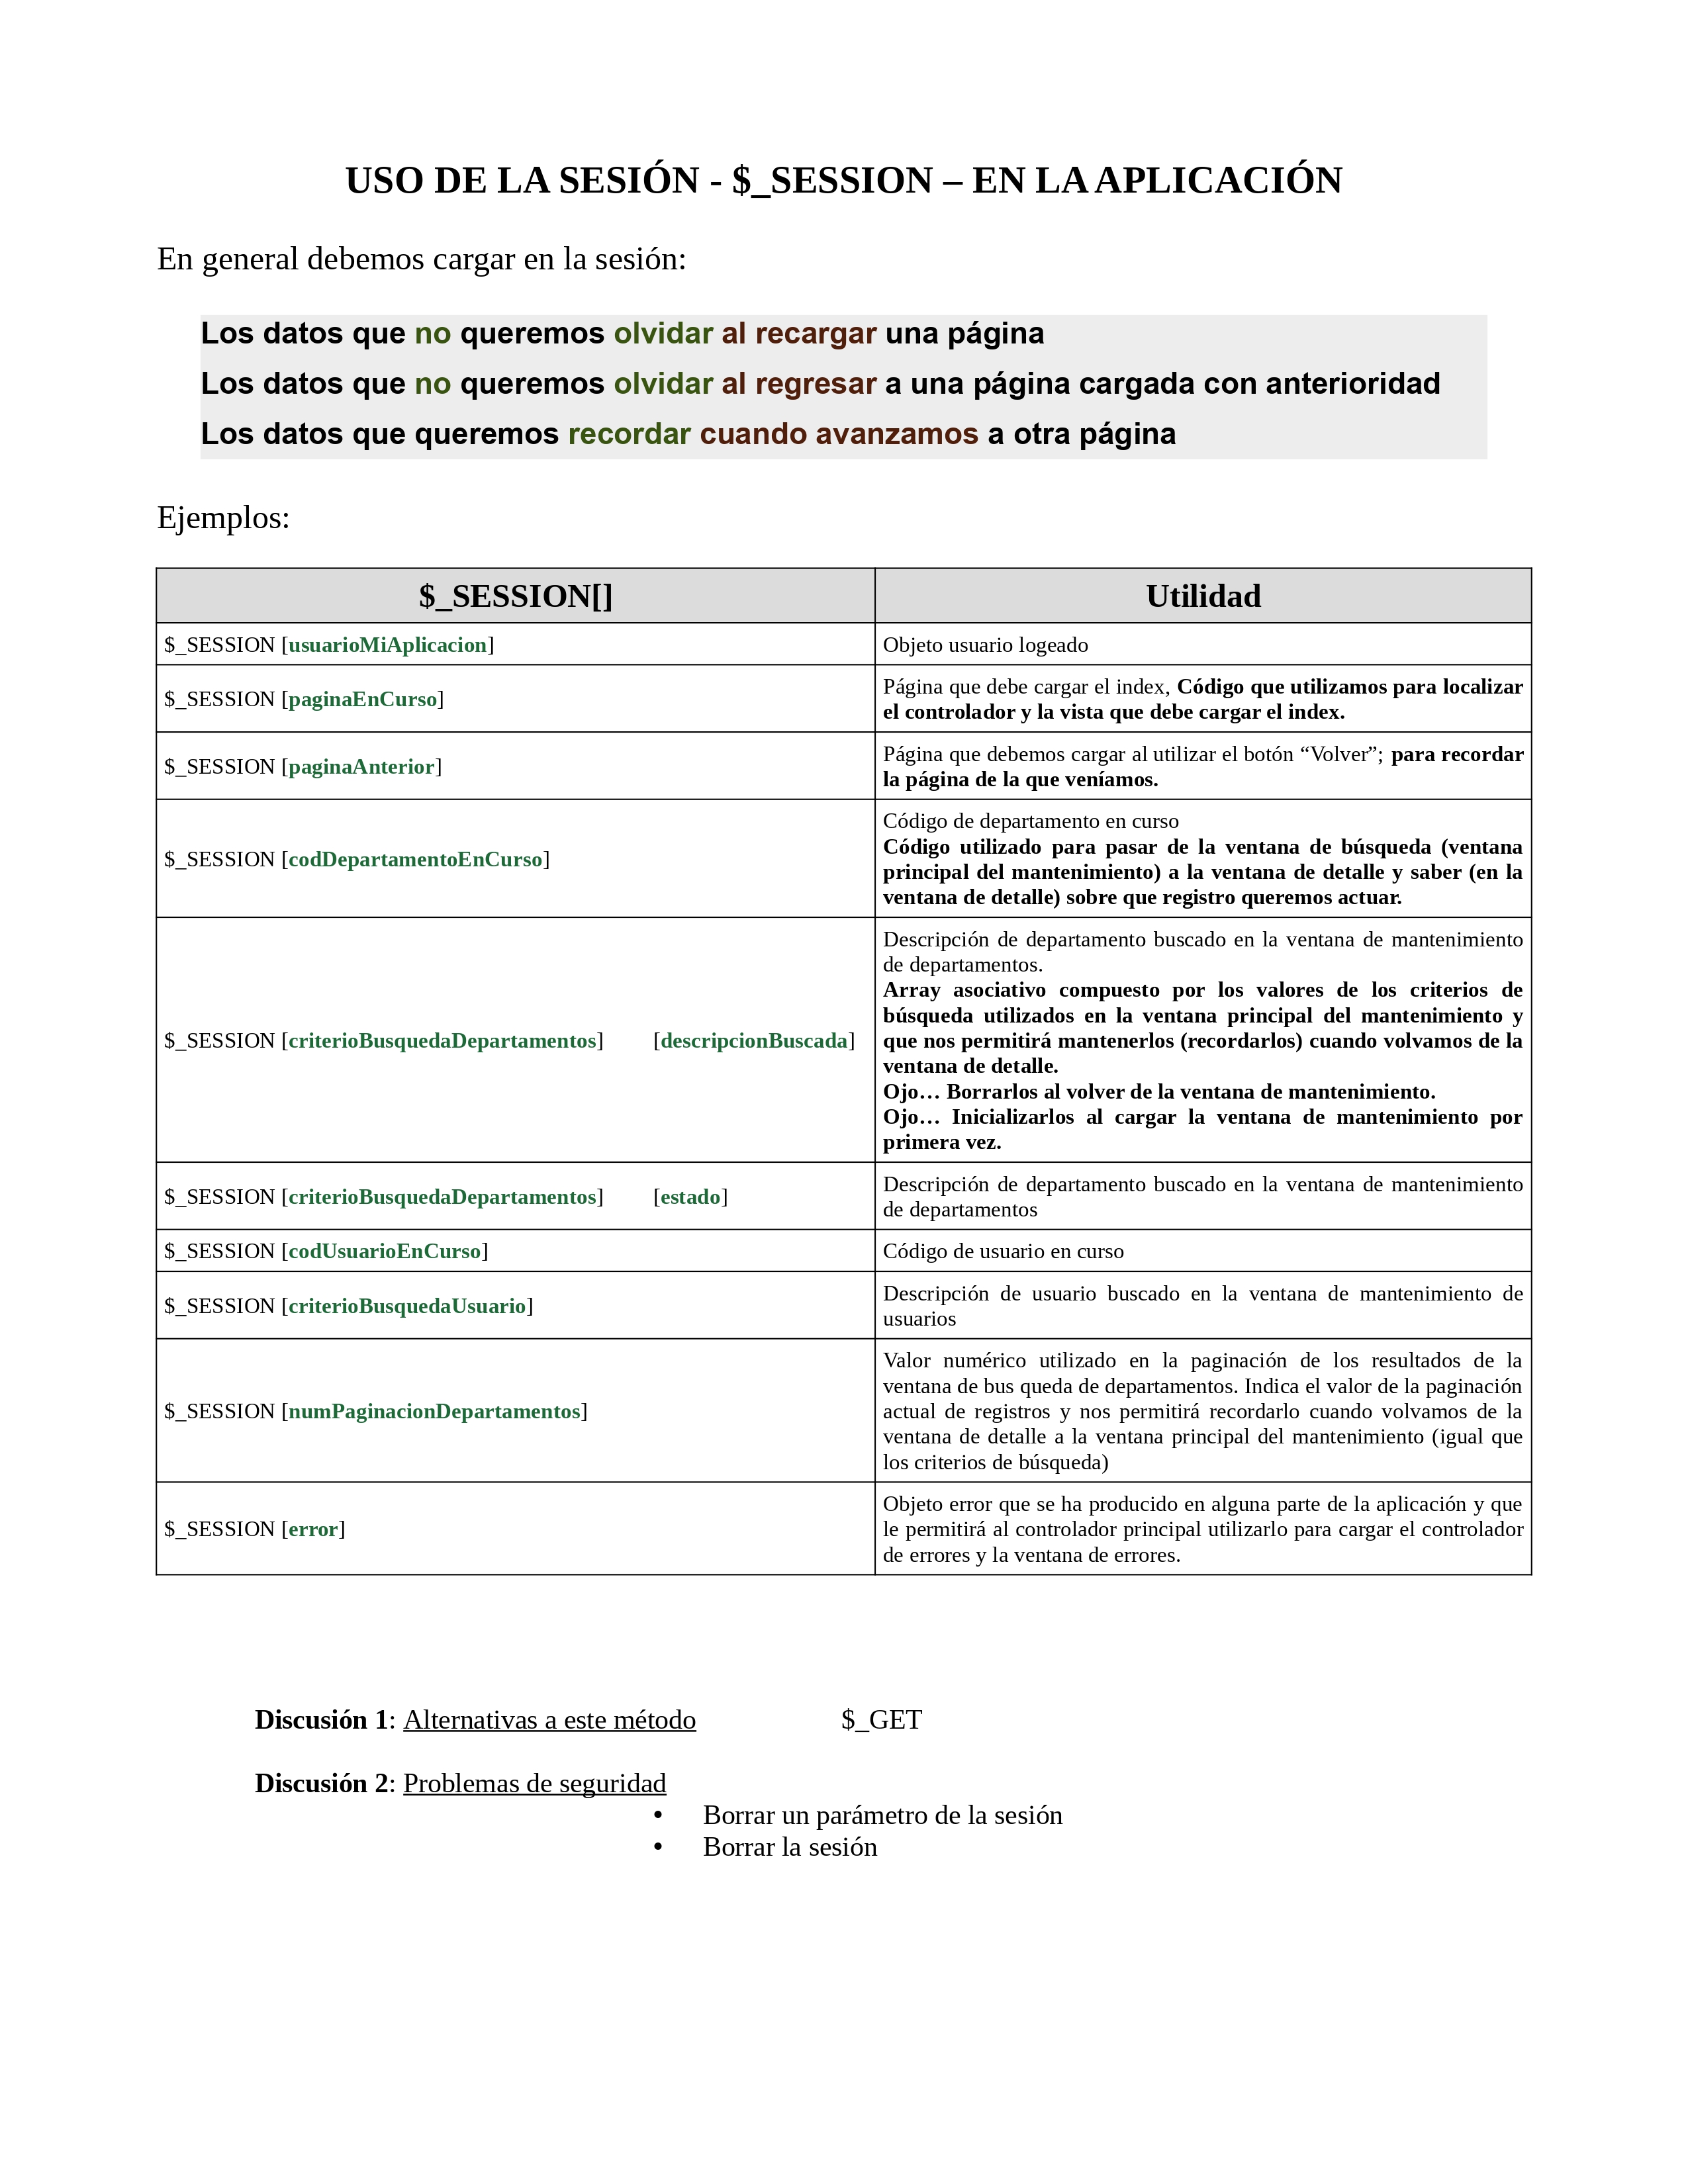 USO DE LA SESIÓN - $_SESSION – EN LA APLICACIÓN
En general debemos cargar en la sesión:
Los datos que no queremos olvidar al recargar una página
Los datos que no queremos olvidar al regresar a una página cargada con anterioridad
Los datos que queremos recordar cuando avanzamos a otra página
Ejemplos:
$_SESSION[] Utilidad
$_SESSION [usuarioMiAplicacion] Objeto usuario logeado
$_SESSION [paginaEnCurso]
Página que debe cargar el index, Código que utilizamos para localizar
el controlador y la vista que debe cargar el index.
$_SESSION [paginaAnterior]
Página que debemos cargar al utilizar el botón “Volver”; para recordar
la página de la que veníamos.
$_SESSION [codDepartamentoEnCurso]
Código de departamento en curso
Código utilizado para pasar de la ventana de búsqueda (ventana
principal del mantenimiento) a la ventana de detalle y saber (en la
ventana de detalle) sobre que registro queremos actuar.
$_SESSION [criterioBusquedaDepartamentos] [descripcionBuscada]
Descripción de departamento buscado en la ventana de mantenimiento
de departamentos.
Array asociativo compuesto por los valores de los criterios de
búsqueda utilizados en la ventana principal del mantenimiento y
que nos permitirá mantenerlos (recordarlos) cuando volvamos de la
ventana de detalle.
Ojo… Borrarlos al volver de la ventana de mantenimiento.
Ojo… Inicializarlos al cargar la ventana de mantenimiento por
primera vez.
$_SESSION [criterioBusquedaDepartamentos] [estado]
Descripción de departamento buscado en la ventana de mantenimiento
de departamentos
$_SESSION [codUsuarioEnCurso] Código de usuario en curso
$_SESSION [criterioBusquedaUsuario]
Descripción de usuario buscado en la ventana de mantenimiento de
usuarios
$_SESSION [numPaginacionDepartamentos]
Valor numérico utilizado en la paginación de los resultados de la
ventana de bus queda de departamentos. Indica el valor de la paginación
actual de registros y nos permitirá recordarlo cuando volvamos de la
ventana de detalle a la ventana principal del mantenimiento (igual que
los criterios de búsqueda)
$_SESSION [error]
Objeto error que se ha producido en alguna parte de la aplicación y que
le permitirá al controlador principal utilizarlo para cargar el controlador
de errores y la ventana de errores.
Discusión 1: Alternativas a este método $_GET
Discusión 2: Problemas de seguridad
• Borrar un parámetro de la sesión
• Borrar la sesión